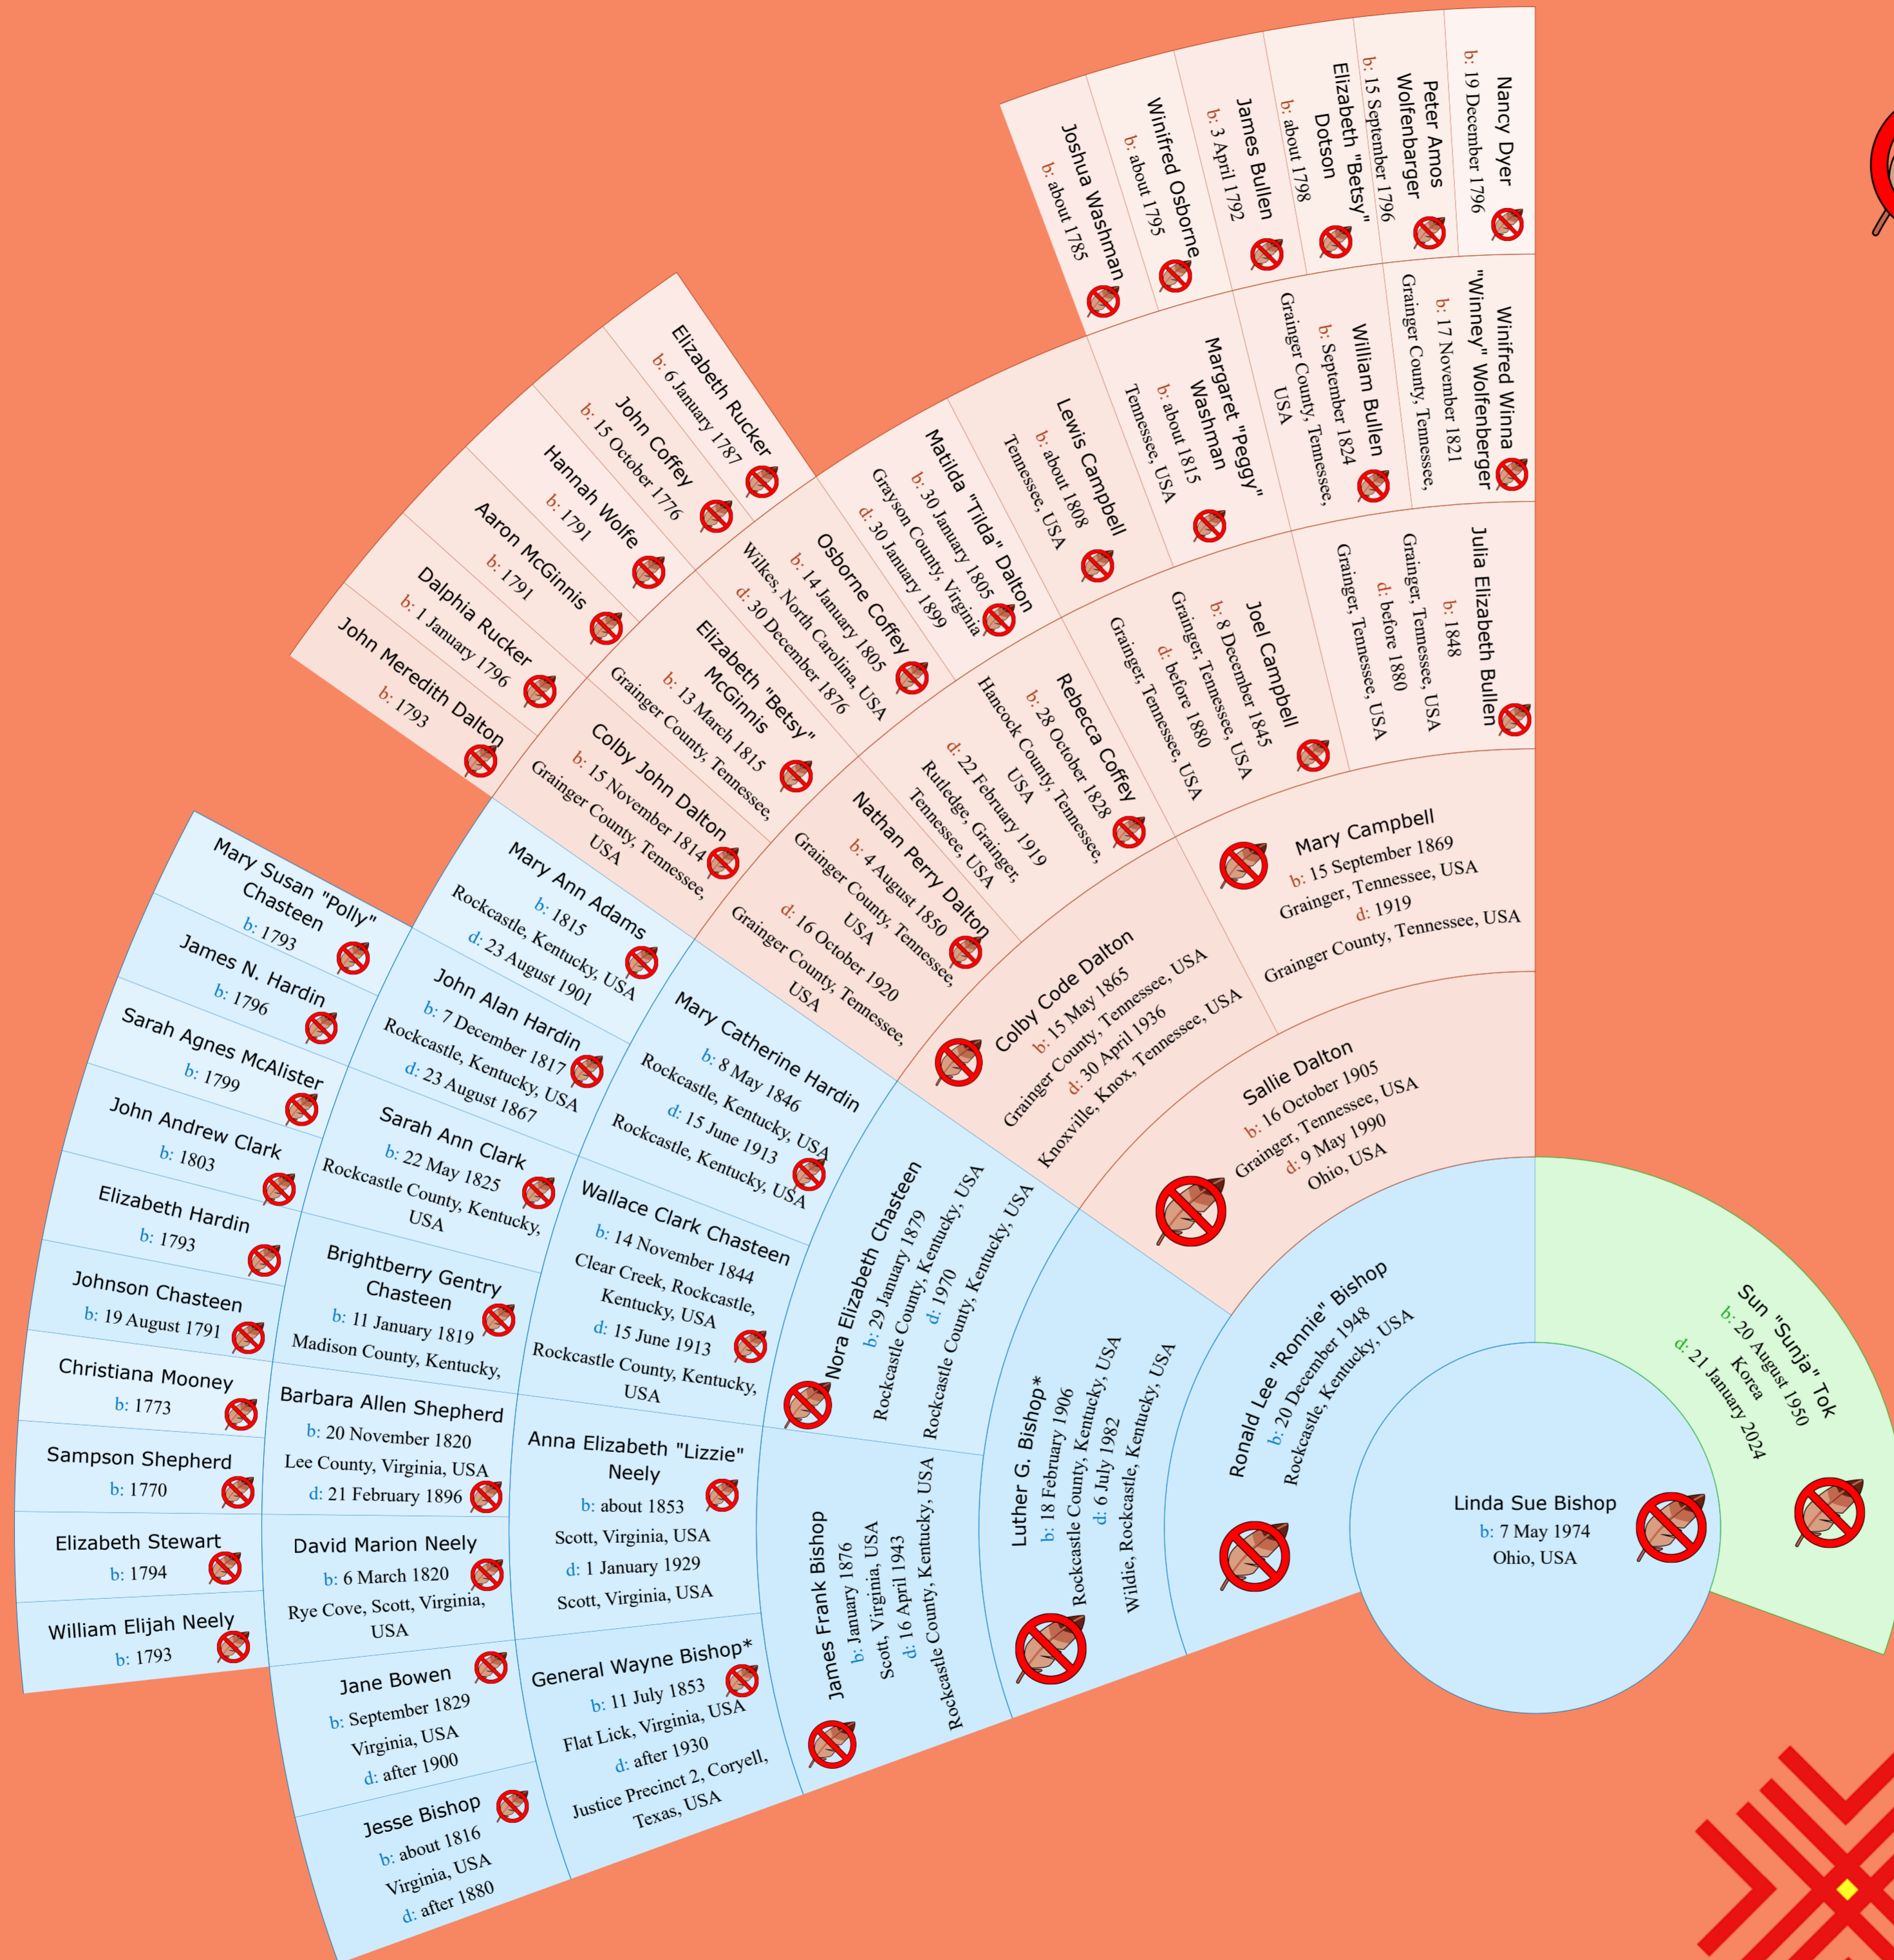 Linda Sue Bishop
b: 7 May 1974
Ohio, USA
Sun "Sunja" Tok
b: 20 August 1950
Korea
d: 21 January 2024
Ronald Lee "Ronnie" Bishop
b: 20 December 1948
Rockcastle, Kentucky, USA
Luther G. Bishop*
b: 18 February 1906
Rockcastle County, Kentucky, USA
d: 6 July 1982
Wildie, Rockcastle, Kentucky, USA
Sallie Dalton
b: 16 October 1905
Grainger, Tennessee, USA
d: 9 May 1990
Ohio, USA
James Frank Bishop
b: January 1876
Scott, Virginia, USA
d: 16 April 1943
Rockcastle County, Kentucky, USA
Nora Elizabeth Chasteen
b: 29 January 1879
Rockcastle County, Kentucky, USA
d: 1970
Rockcastle County, Kentucky, USA
Colby Code Dalton
b: 15 May 1865
Grainger County, Tennessee, USA
d: 30 April 1936
Knoxville, Knox, Tennessee, USA
Mary Campbell
b: 15 September 1869
Grainger, Tennessee, USA
d: 1919
Grainger County, Tennessee, USA
General Wayne Bishop*
b: 11 July 1853
Flat Lick, Virginia, USA
d: after 1930
Justice Precinct 2, Coryell,
Texas, USA
Anna Elizabeth "Lizzie"
Neely
b: about 1853
Scott, Virginia, USA
d: 1 January 1929
Scott, Virginia, USA
Wallace Clark Chasteen
b: 14 November 1844
Clear Creek, Rockcastle,
Kentucky, USA
d: 15 June 1913
Rockcastle County, Kentucky,
USA
Mary Catherine Hardin
b: 8 May 1846
Rockcastle, Kentucky, USA
d: 15 June 1913
Rockcastle, Kentucky, USA
Nathan Perry Dalton
b: 4 August 1850
Grainger County, Tennessee,
USA
d: 16 October 1920
Grainger County, Tennessee,
USA
Rebecca Coffey
b: 28 October 1828
Hancock County, Tennessee,
USA
d: 22 February 1919
Rutledge, Grainger,
Tennessee, USA
Joel Campbell
b: 8 December 1845
Grainger, Tennessee, USA
d: before 1880
Grainger, Tennessee, USA
Julia Elizabeth Bullen
b: 1848
Grainger, Tennessee, USA
d: before 1880
Grainger, Tennessee, USA
Jesse Bishop
b: about 1816
Virginia, USA
d: after 1880
Jane Bowen
b: September 1829
Virginia, USA
d: after 1900
David Marion Neely
b: 6 March 1820
Rye Cove, Scott, Virginia,
USA
Barbara Allen Shepherd
b: 20 November 1820
Lee County, Virginia, USA
d: 21 February 1896
Brightberry Gentry
Chasteen
b: 11 January 1819
Madison County, Kentucky,
Sarah Ann Clark
b: 22 May 1825
Rockcastle County, Kentucky,
USA
John Alan Hardin
b: 7 December 1817
Rockcastle, Kentucky, USA
d: 23 August 1867
Mary Ann Adams
b: 1815
Rockcastle, Kentucky, USA
d: 23 August 1901
Colby John Dalton
b: 15 November 1814
Grainger County, Tennessee,
USA
Elizabeth "Betsy"
McGinnis
b: 13 March 1815
Grainger County, Tennessee,
Osborne Coffey
b: 14 January 1805
Wilkes, North Carolina, USA
d: 30 December 1876
Matilda "Tilda" Dalton
b: 30 January 1805
Grayson County, Virginia
d: 30 January 1899
Lewis Campbell
b: about 1808
Tennessee, USA
Margaret "Peggy"
Washman
b: about 1815
Tennessee, USA
William Bullen
b: September 1824
Grainger County, Tennessee,
USA
Winifred Winna
"Winney" Wolfenberger
b: 17 November 1821
Grainger County, Tennessee,
William Elijah Neely
b: 1793
Elizabeth Stewart
b: 1794
Sampson Shepherd
b: 1770
Christiana Mooney
b: 1773
Johnson Chasteen
b: 19 August 1791
Elizabeth Hardin
b: 1793
John Andrew Clark
b: 1803
Sarah Agnes McAlister
b: 1799
James N. Hardin
b: 1796
Mary Susan "Polly"
Chasteen
b: 1793
John Meredith Dalton
b: 1793
Dalphia Rucker
b: 1 January 1796
Aaron McGinnis
b: 1791
Hannah Wolfe
b: 1791
John Coffey
b: 15 October 1776
Elizabeth Rucker
b: 6 January 1787
Joshua Washman
b: about 1785
Winifred Osborne
b: about 1795
James Bullen
b: 3 April 1792
Elizabeth "Betsy"
Dotson
b: about 1798
Peter Amos
Wolfenbarger
b: 15 September 1796
Nancy Dyer
b: 19 December 1796